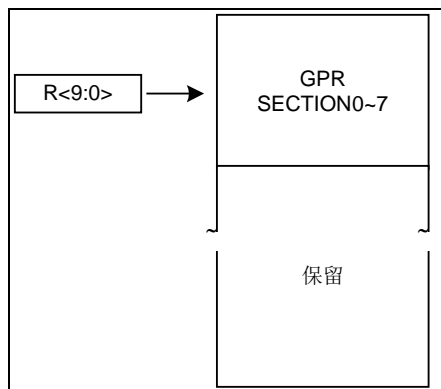 R<9:0>
GPR
SECTION0~7
~ ~
保留